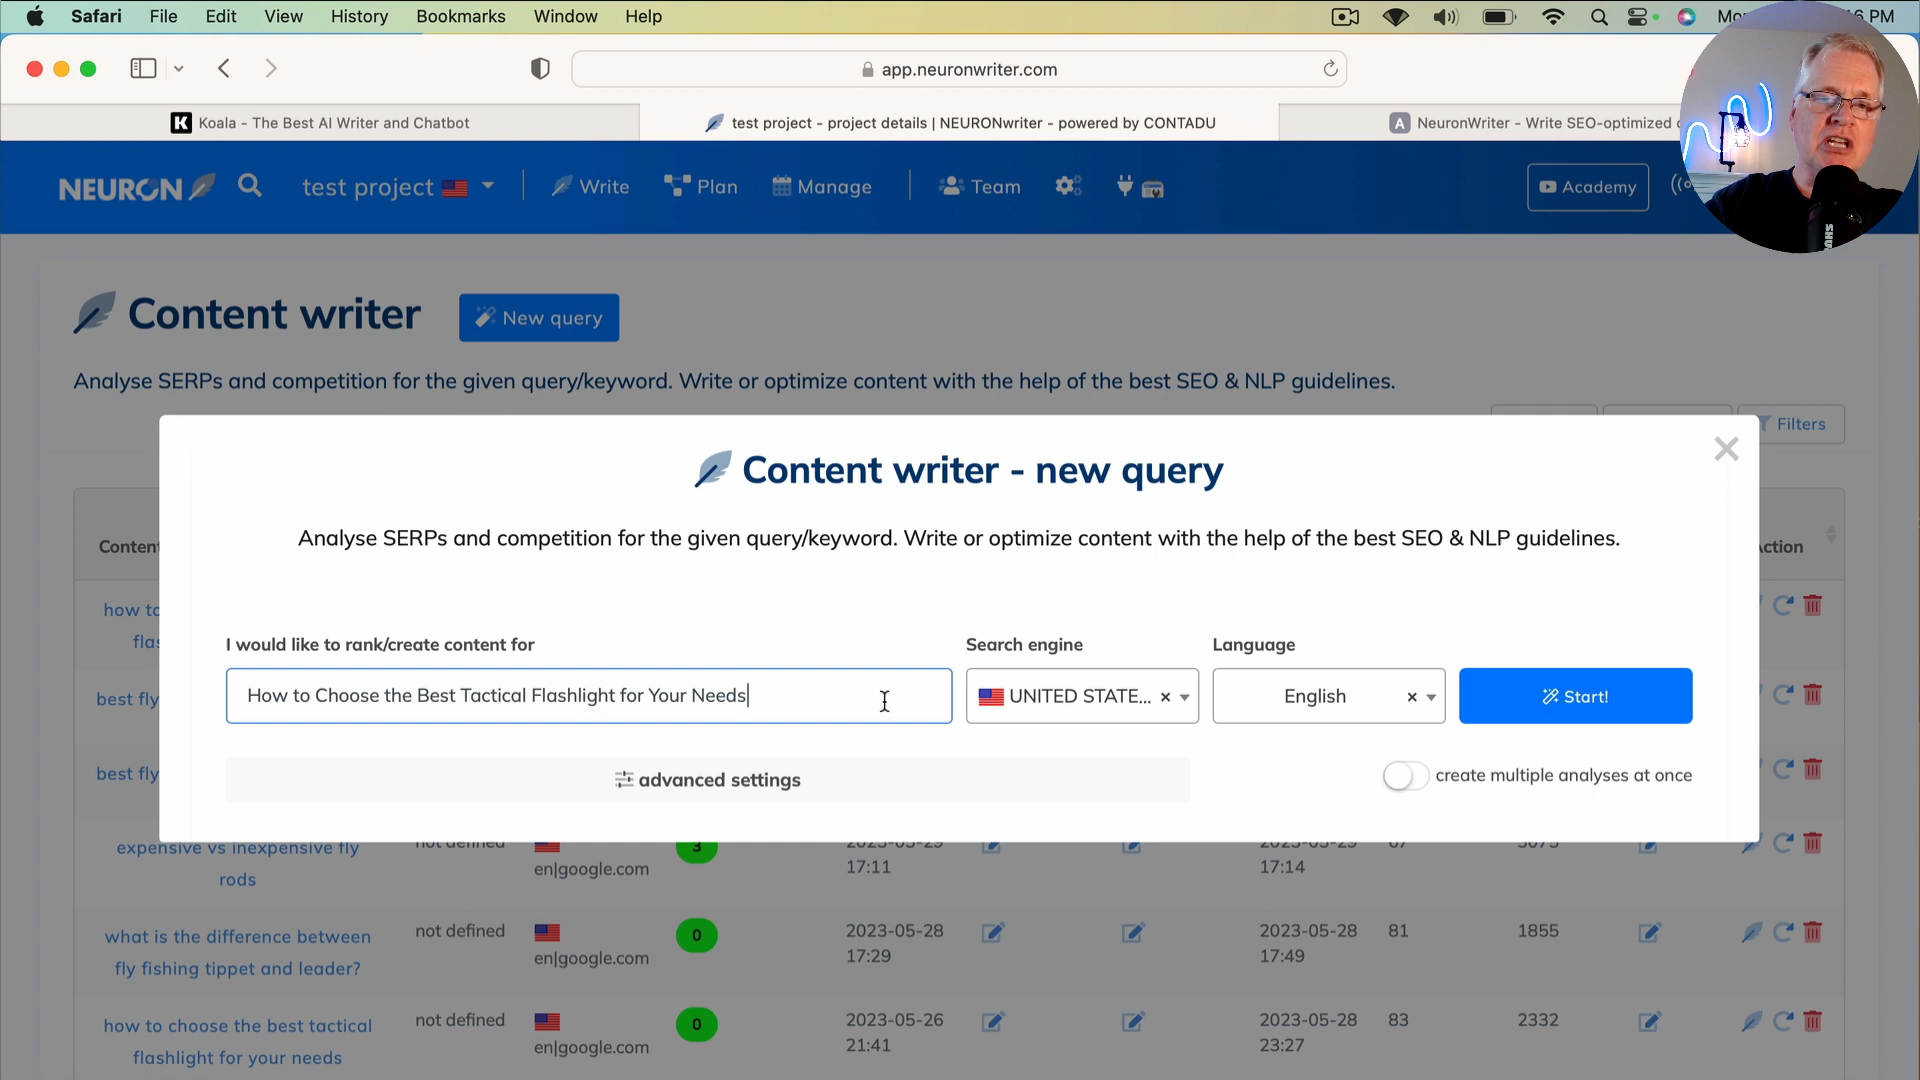 Safari File Edit View History Bookmarks Window Help PM
app.neuronwriter.com
Koala - The Best AI Writer and Chatbot
test project - project details | NEURONwriter - powered by CONTADU
A NeuronWriter - Write SEO-optimized
NEURON test project Write Plan Manage Team Academy
Content writer New query
Analyse SERPs and competition for the given query/keyword. Write or optimize content with the help of the best SEO & NLP guidelines.
Filters
Content writer - new query
Analyse SERPs and competition for the given query/keyword. Write or optimize content with the help of the best SEO & NLP guidelines.
Content
I would like to rank/create content for Search engine Language
How to Choose the Best Tactical Flashlight for Your Needs UNITED STATE... × English × Start!
advanced settings create multiple analyses at once
how to
best fly
best fly
expensive vs inexpensive fly not defined 3
rods en|google.com 17:11 17:14
what is the difference between not defined 0 2023-05-28 2023-05-28 81 1855
fly fishing tippet and leader? en|google.com 17:29 17:49
how to choose the best tactical not defined 0 2023-05-26 2023-05-28 83 2332
flashlight for your needs en|google.com 21:41 23:27